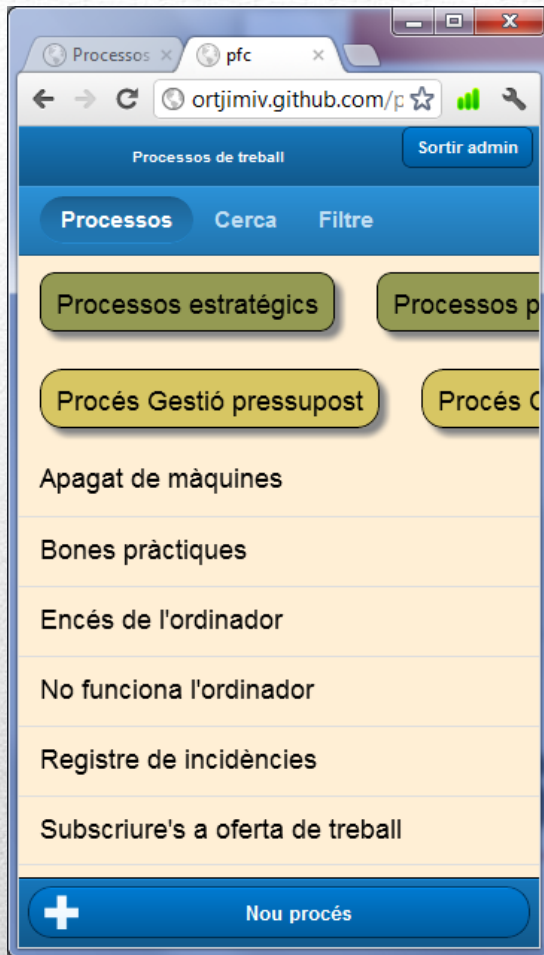 Processos
pfc
ortjimiv.github.com/p
Processos de treball
Sortir admin
Processos Cerca Filtre
Processos estratégics Processos p
Procés Gestió pressupost Procés
Apagat de màquines
Bones pràctiques
Encés de l'ordinador
No funciona l'ordinador
Registre de incidències
Subscriure's a oferta de treball
Nou procés